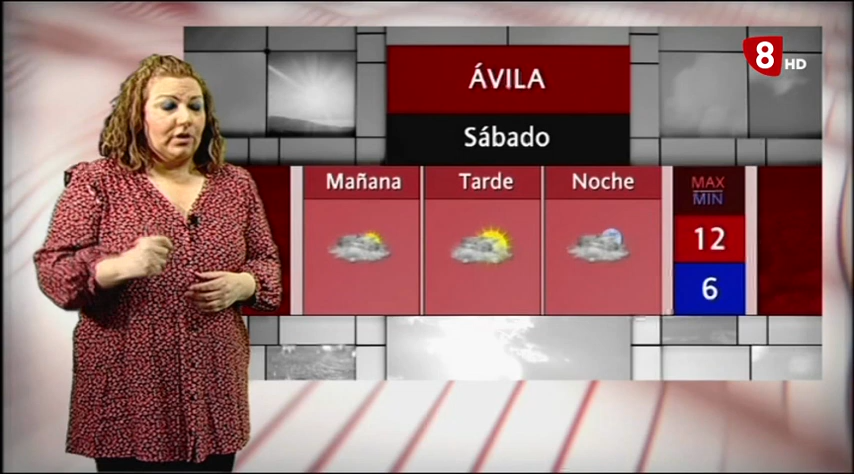 8 HD
ÁVILA
Sábado
Mañana Tarde Noche MAX
MIN
12
6